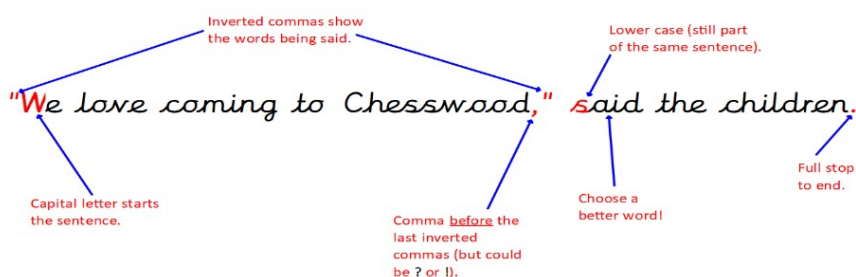 Inverted commas show
the words being said.
Lower case (still part
of the same sentence).
"We love coming to Chesswood," said the children.
Capital letter starts
the sentence.
Comma before the
last inverted
commas (but could
be ? or !).
Choose a
better word!
Full stop
to end.